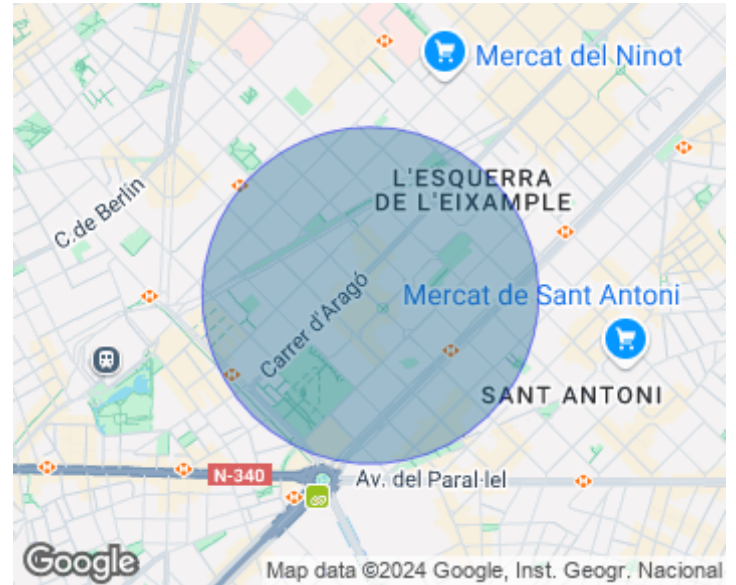 Mercat del Ninot
L'ESQUERRA
DE L'EIXAMPLE
C. de Berlin
Carrer d'Aragó
Mercat de Sant Antoni
SANT ANTONI
N-340
Av. del Paral·lel
Google
Map data ©2024 Google, Inst. Geogr. Nacional